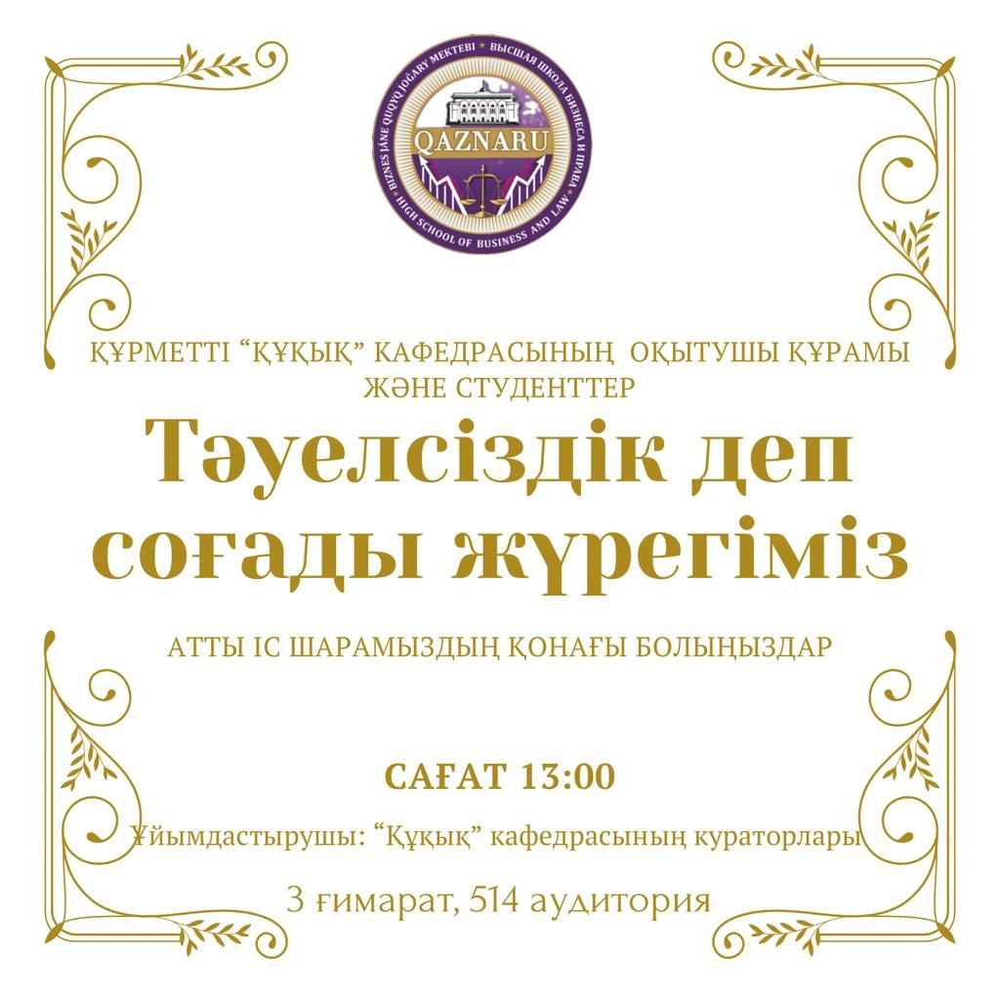 BIZNES JÁNE QUQYQ JOǴARY MEKTEBI ★ ВЫСШАЯ ШКОЛА БИЗНЕСА И ПРАВА ★ HIGH SCHOOL OF BUSINESS AND LAW ★
QAZNARU
ҚҰРМЕТТІ “ҚҰҚЫҚ” КАФЕДРАСЫНЫҢ ОҚЫТУШЫ ҚҰРАМЫ
ЖӘНЕ СТУДЕНТТЕР
Тәуелсіздік деп
соғады жүрегіміз
АТТЫ ІС ШАРАМЫЗДЫҢ ҚОНАҒЫ БОЛЫҢЫЗДАР
САҒАТ 13:00
Ұйымдастырушы: “Құқық” кафедрасының кураторлары
3 ғимарат, 514 аудитория